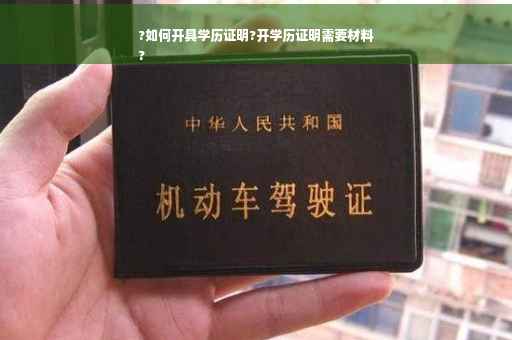 ?如何开具学历证明?开学历证明需要材料
?
中华人民共和国
机动车驾驶证